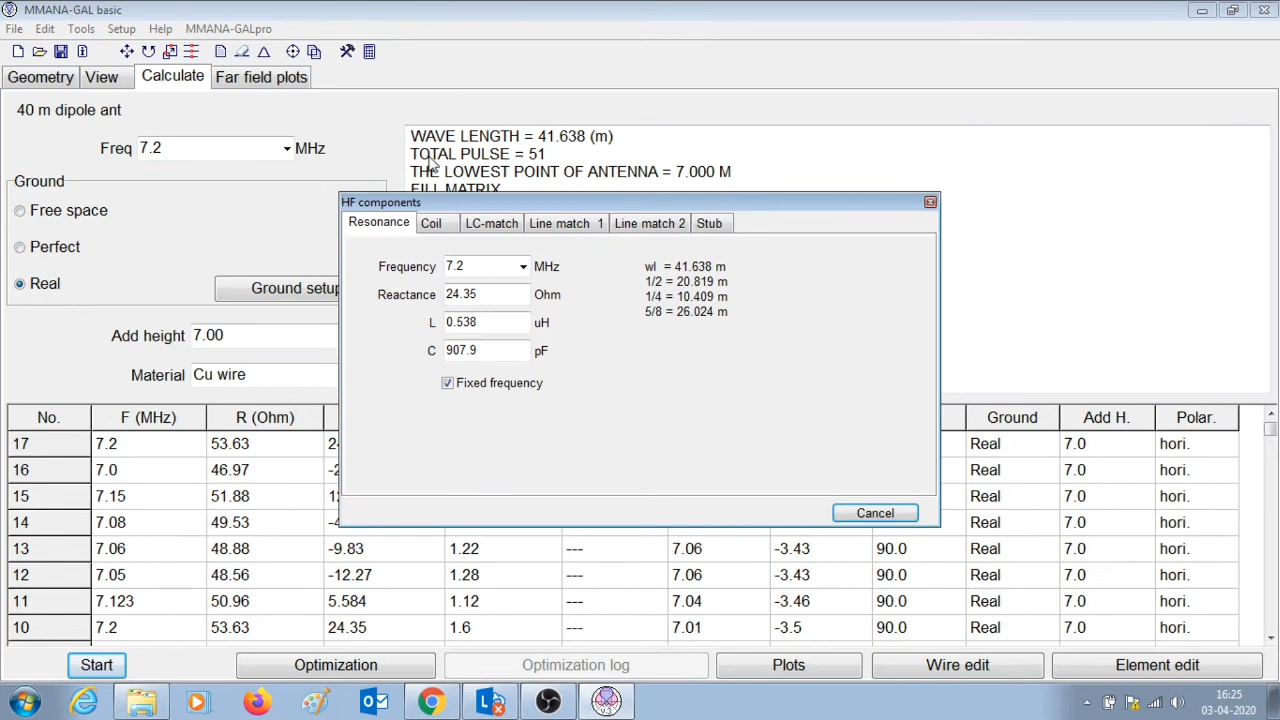 MMANA-GAL basic
File Edit Tools Setup Help MMANA-GALpro
Geometry View Calculate Far field plots
40 m dipole ant
Freq 7.2 MHz
Ground
Free space
Perfect
Real
Ground setup
Add height 7.00
Material Cu wire
WAVE LENGTH = 41.638 (m)
TOTAL PULSE = 51
THE LOWEST POINT OF ANTENNA = 7.000 M
FILL MATRIX
HF components
Resonance Coil LC-match Line match 1 Line match 2 Stub
Frequency 7.2 MHz
Reactance 24.35 Ohm
L 0.538 uH
C 907.9 pF
Fixed frequency
wl = 41.638 m
1/2 = 20.819 m
1/4 = 10.409 m
5/8 = 26.024 m
Cancel
No. F (MHz) R (Ohm) Ground Add H. Polar.
17 7.2 53.63 Real 7.0 hori.
16 7.0 46.97 Real 7.0 hori.
15 7.15 51.88 Real 7.0 hori.
14 7.08 49.53 Real 7.0 hori.
13 7.06 48.88 -9.83 1.22 --- 7.06 -3.43 90.0 Real 7.0 hori.
12 7.05 48.56 -12.27 1.28 --- 7.06 -3.43 90.0 Real 7.0 hori.
11 7.123 50.96 5.584 1.12 --- 7.04 -3.46 90.0 Real 7.0 hori.
10 7.2 53.63 24.35 1.6 --- 7.01 -3.5 90.0 Real 7.0 hori.
Start Optimization Optimization log Plots Wire edit Element edit
16:25
03-04-2020